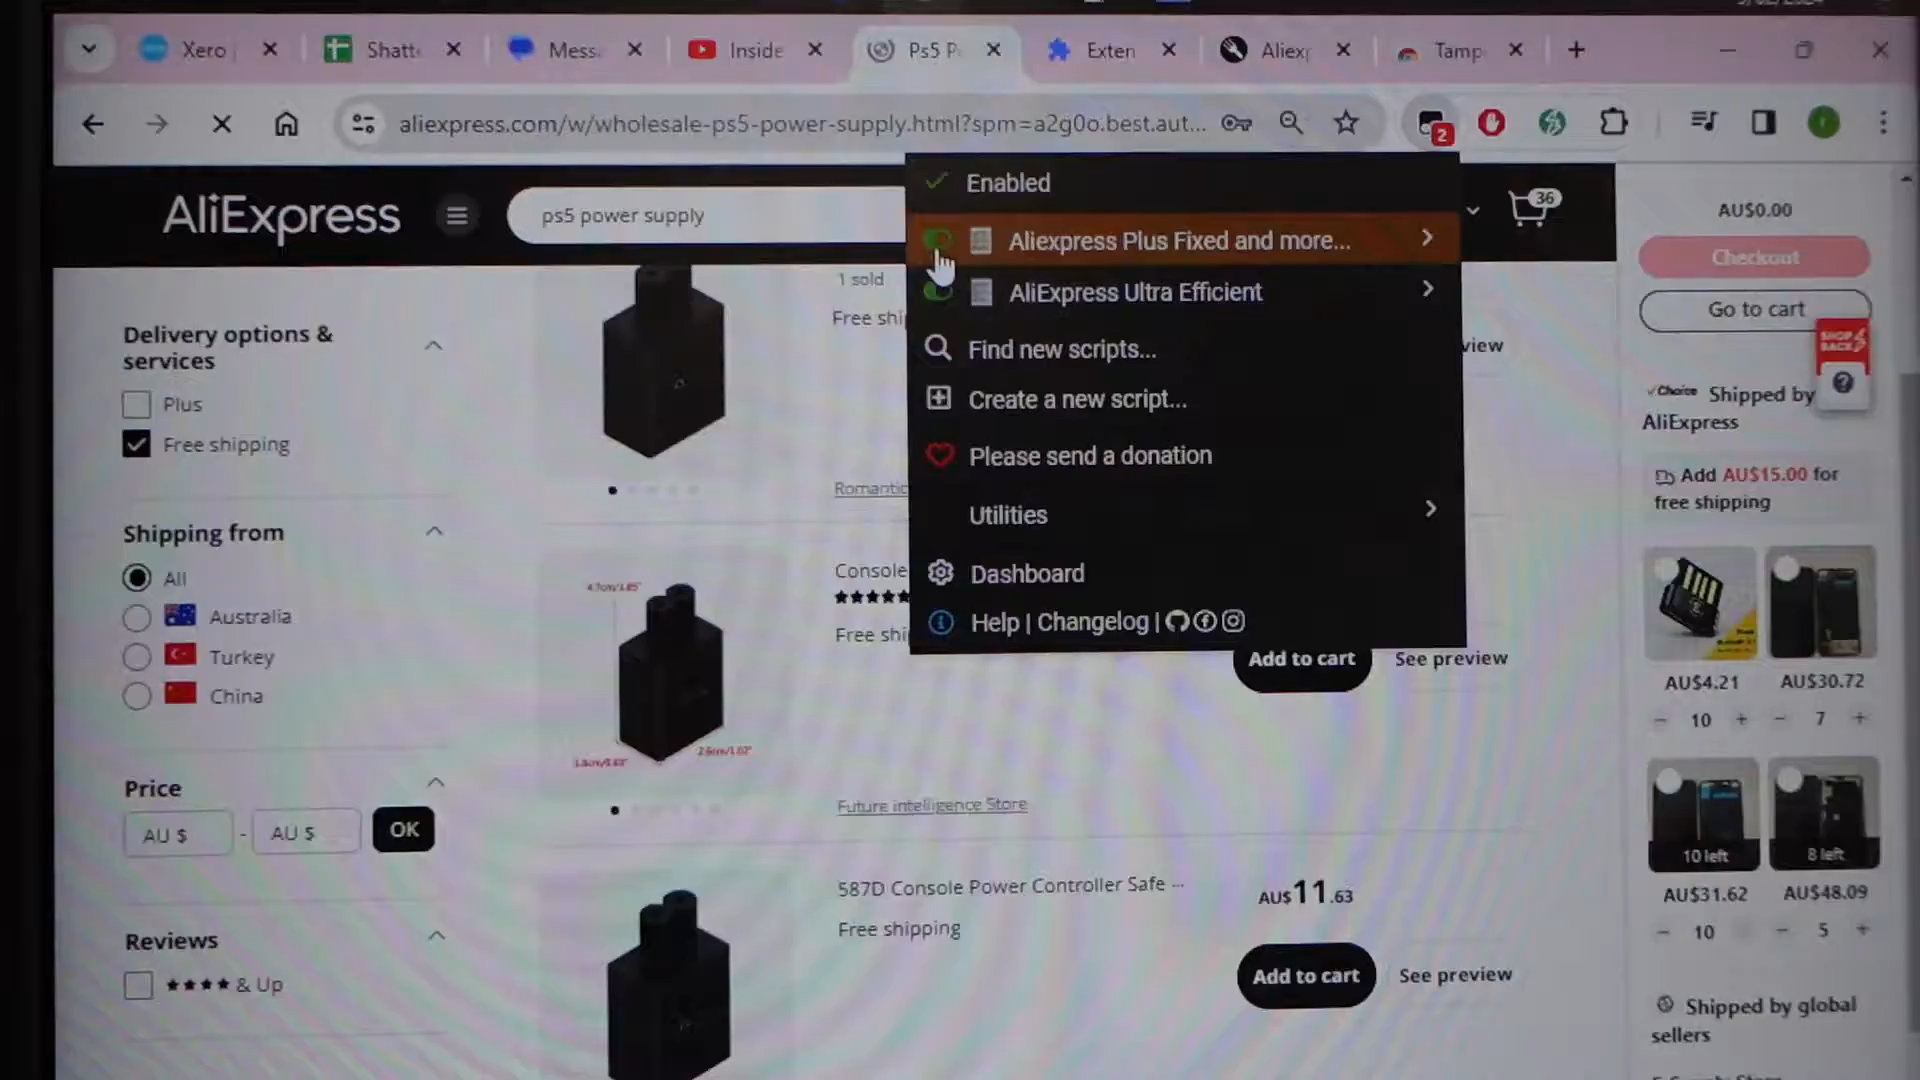 Xero
Shatt
Mess
Inside
Ps5 P
Exten
Aliexp
Tamp
aliexpress.com/w/wholesale-ps5-power-supply.html?spm=a2g0o.best.aut...
2
AliExpress
ps5 power supply
36
Enabled
Aliexpress Plus Fixed and more...
AliExpress Ultra Efficient
Find new scripts...
Create a new script...
Please send a donation
Utilities
Dashboard
Help | Changelog |
Delivery options &
services
Plus
Free shipping
Shipping from
All
Australia
Turkey
China
Price
AU $ - AU $ OK
Reviews
& Up
1 sold
Free shi
Romantic
view
Console
Free shi
Add to cart
See preview
Future intelligence Store
587D Console Power Controller Safe ...
AU$11.63
Free shipping
Add to cart
See preview
AU$0.00
Checkout
Go to cart
SHOP
BACK
Choice Shipped by
AliExpress
Add AU$15.00 for
free shipping
AU$4.21 AU$30.72
- 10 + - 7 +
10 left 8 left
AU$31.62 AU$48.09
- 10 - 5 +
Shipped by global
sellers